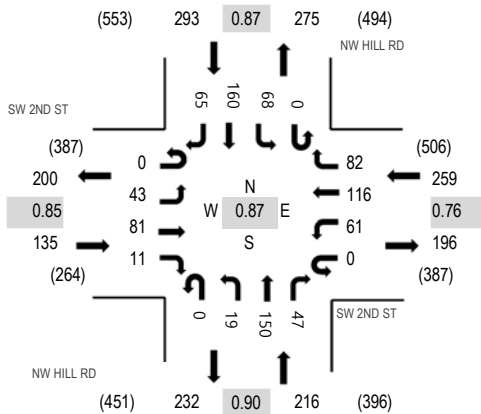 (553) 293 0.87 275 (494)
NW HILL RD
65 160 68 0
SW 2ND ST
(387) (506)
0 82
200 259
43 116
N
0.85 W 0.87 E 0.76
81 61
S
135 196
11 0
(264) (387)
0 19 150 47
SW 2ND ST
NW HILL RD
(451) 232 0.90 216 (396)